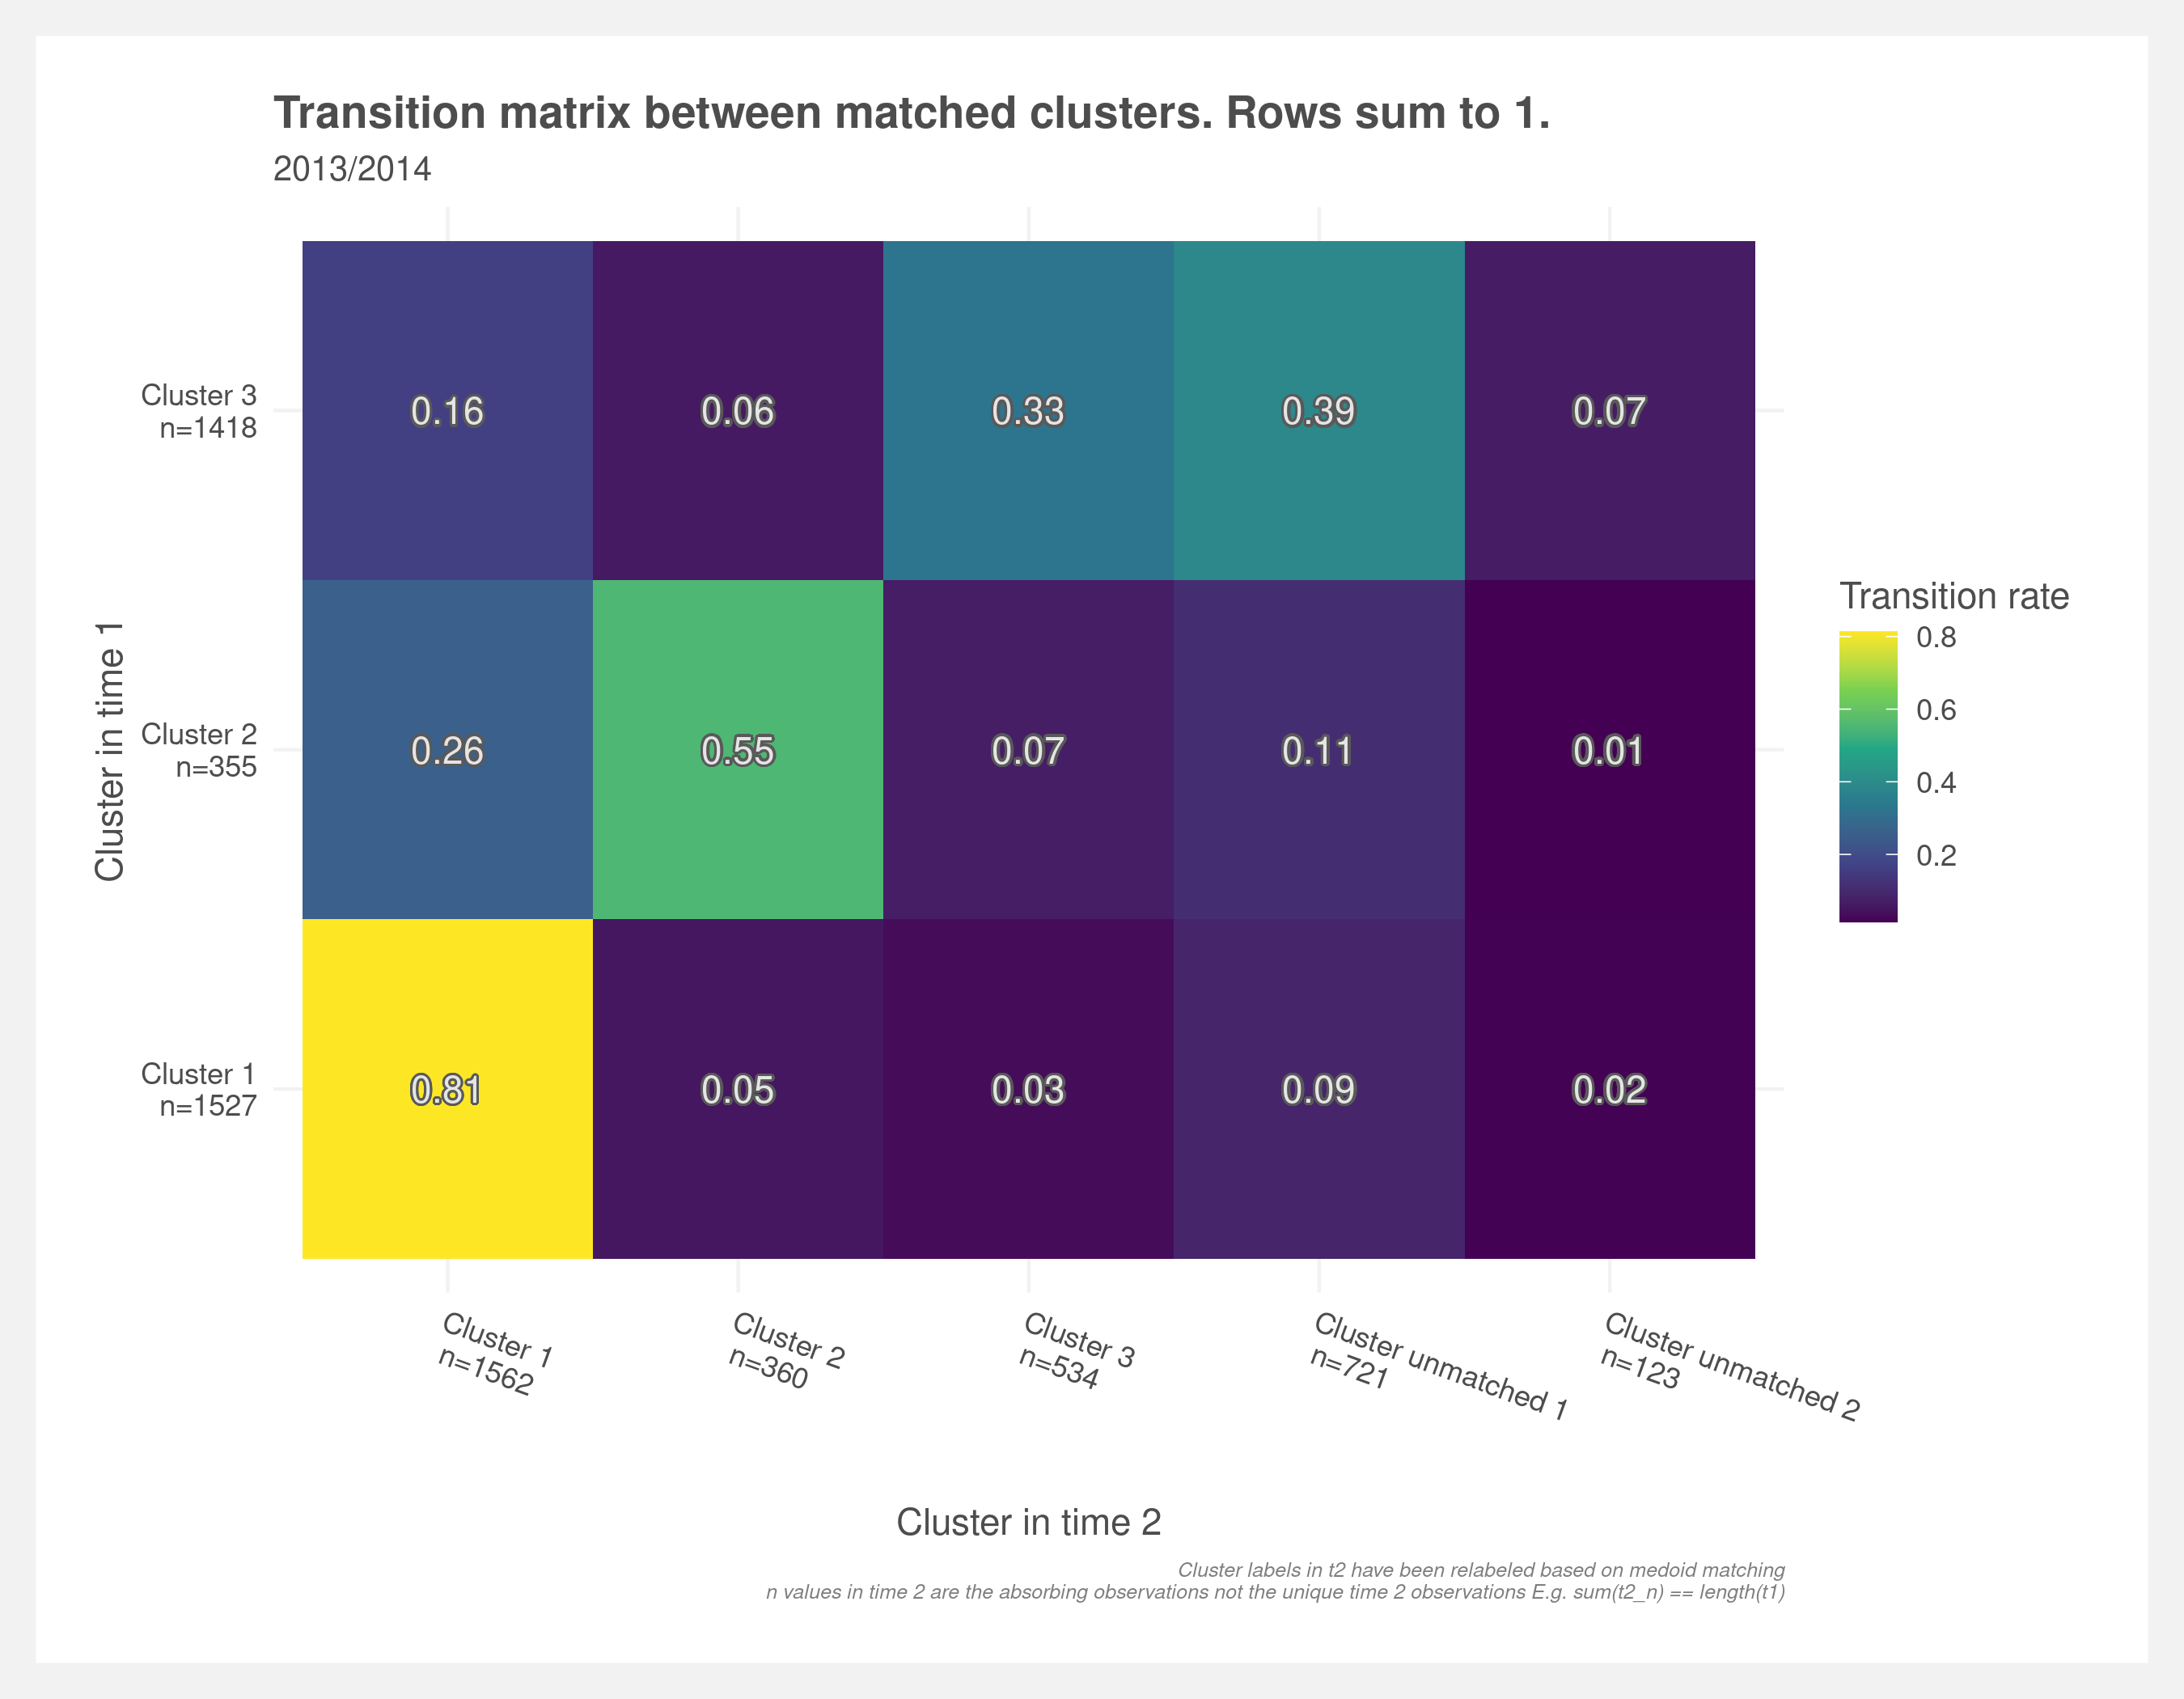 Transition matrix between matched clusters. Rows sum to 1.
2013/2014
Cluster in time 1
Cluster 3
n=1418
0.16
0.06
0.33
0.39
0.07
Cluster 2
n=355
0.26
0.55
0.07
0.11
0.01
Cluster 1
n=1527
0.81
0.05
0.03
0.09
0.02
Transition rate
0.8
0.6
0.4
0.2
Cluster 1
n=1562
Cluster 2
n=360
Cluster 3
n=534
Cluster unmatched 1
n=721
Cluster unmatched 2
n=123
Cluster in time 2
Cluster labels in t2 have been relabeled based on medoid matching
n values in time 2 are the absorbing observations not the unique time 2 observations E.g. sum(t2_n) == length(t1)